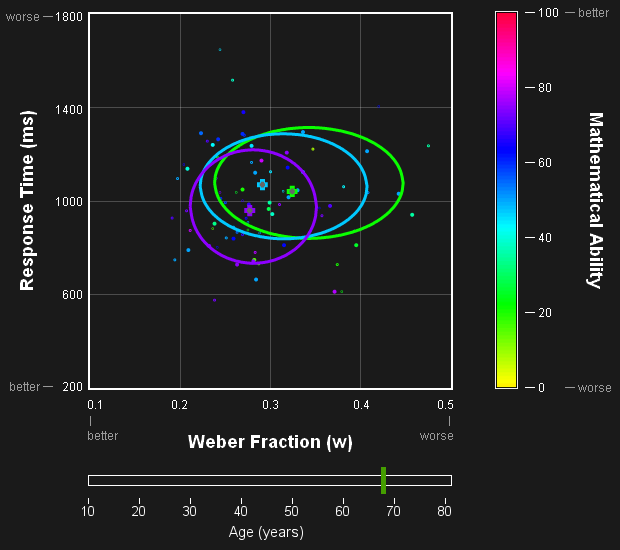 worse 1800
1400
1000
600
better 200
Response Time (ms)
0.1 0.2 0.3 0.4 0.5
better worse
Weber Fraction (w)
10 20 30 40 50 60 70 80
Age (years)
100 better
80
60
40
20
0 worse
Mathematical Ability